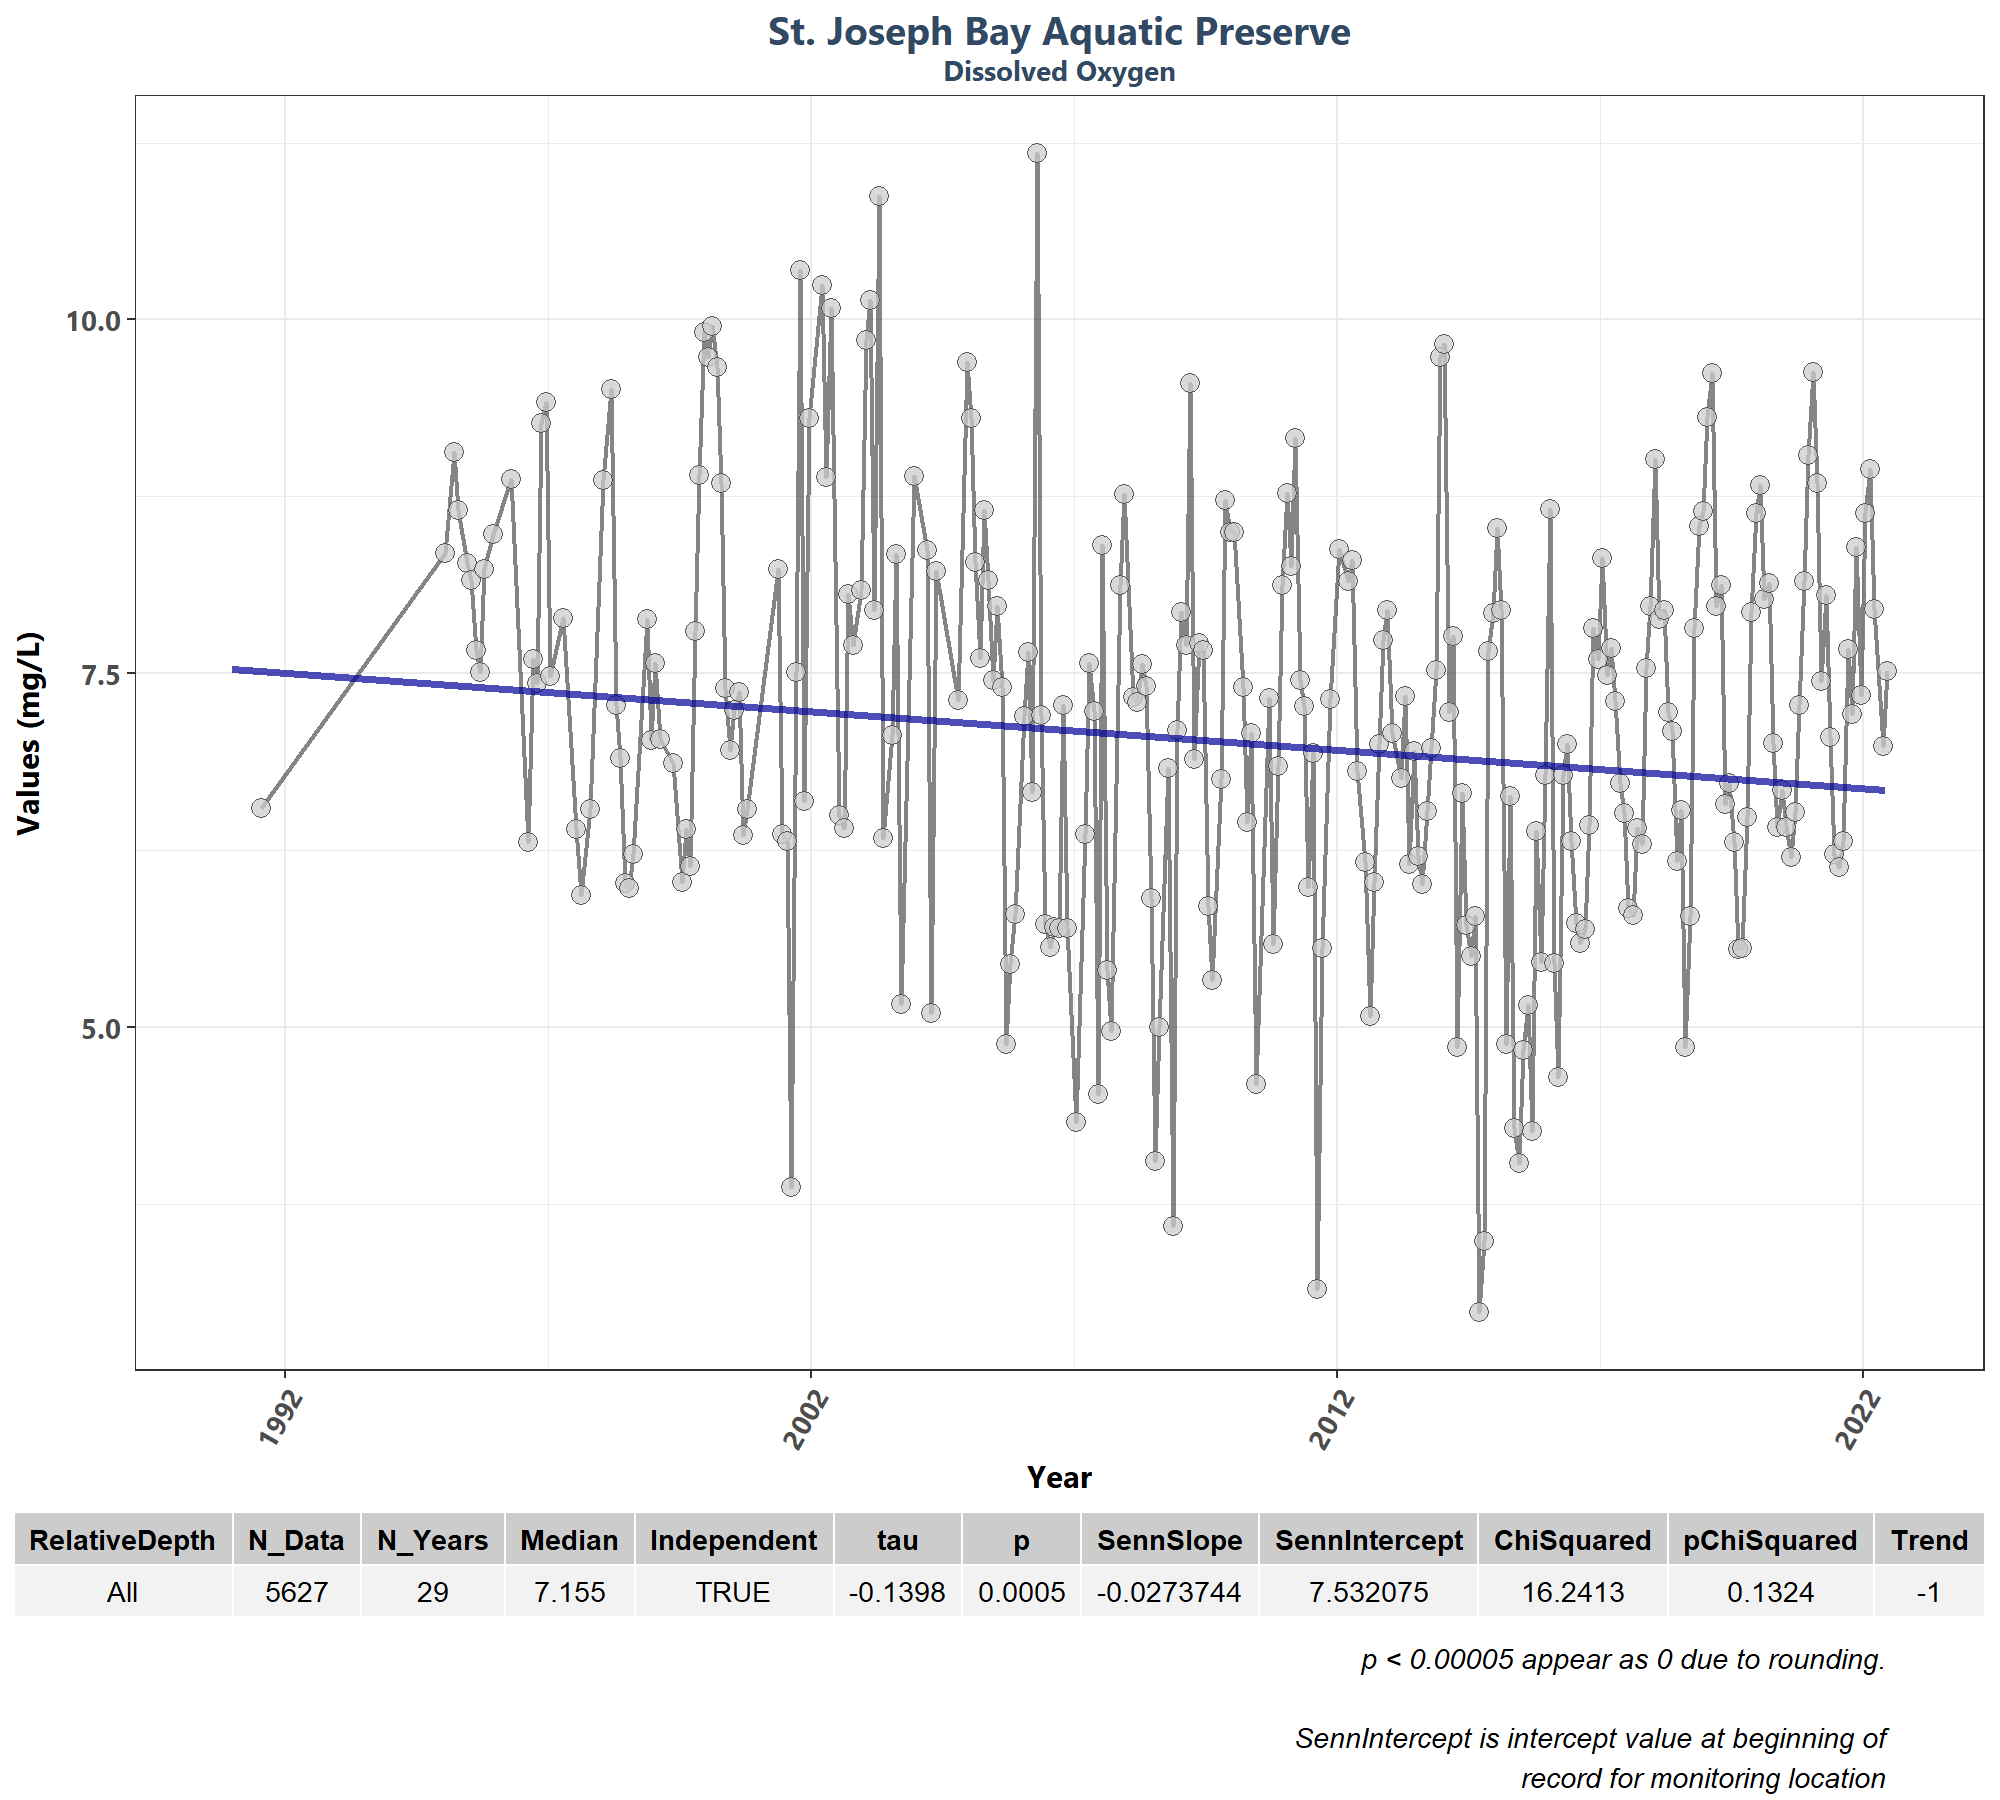 St. Joseph Bay Aquatic Preserve
Dissolved Oxygen
Values (mg/L)
10.0
7.5
5.0
1992
2002
2012
2022
Year
RelativeDepth N_Data N_Years Median Independent tau p SennSlope SennIntercept ChiSquared pChiSquared Trend
All 5627 29 7.155 TRUE -0.1398 0.0005 -0.0273744 7.532075 16.2413 0.1324 -1
p < 0.00005 appear as 0 due to rounding.
SennIntercept is intercept value at beginning of
record for monitoring location